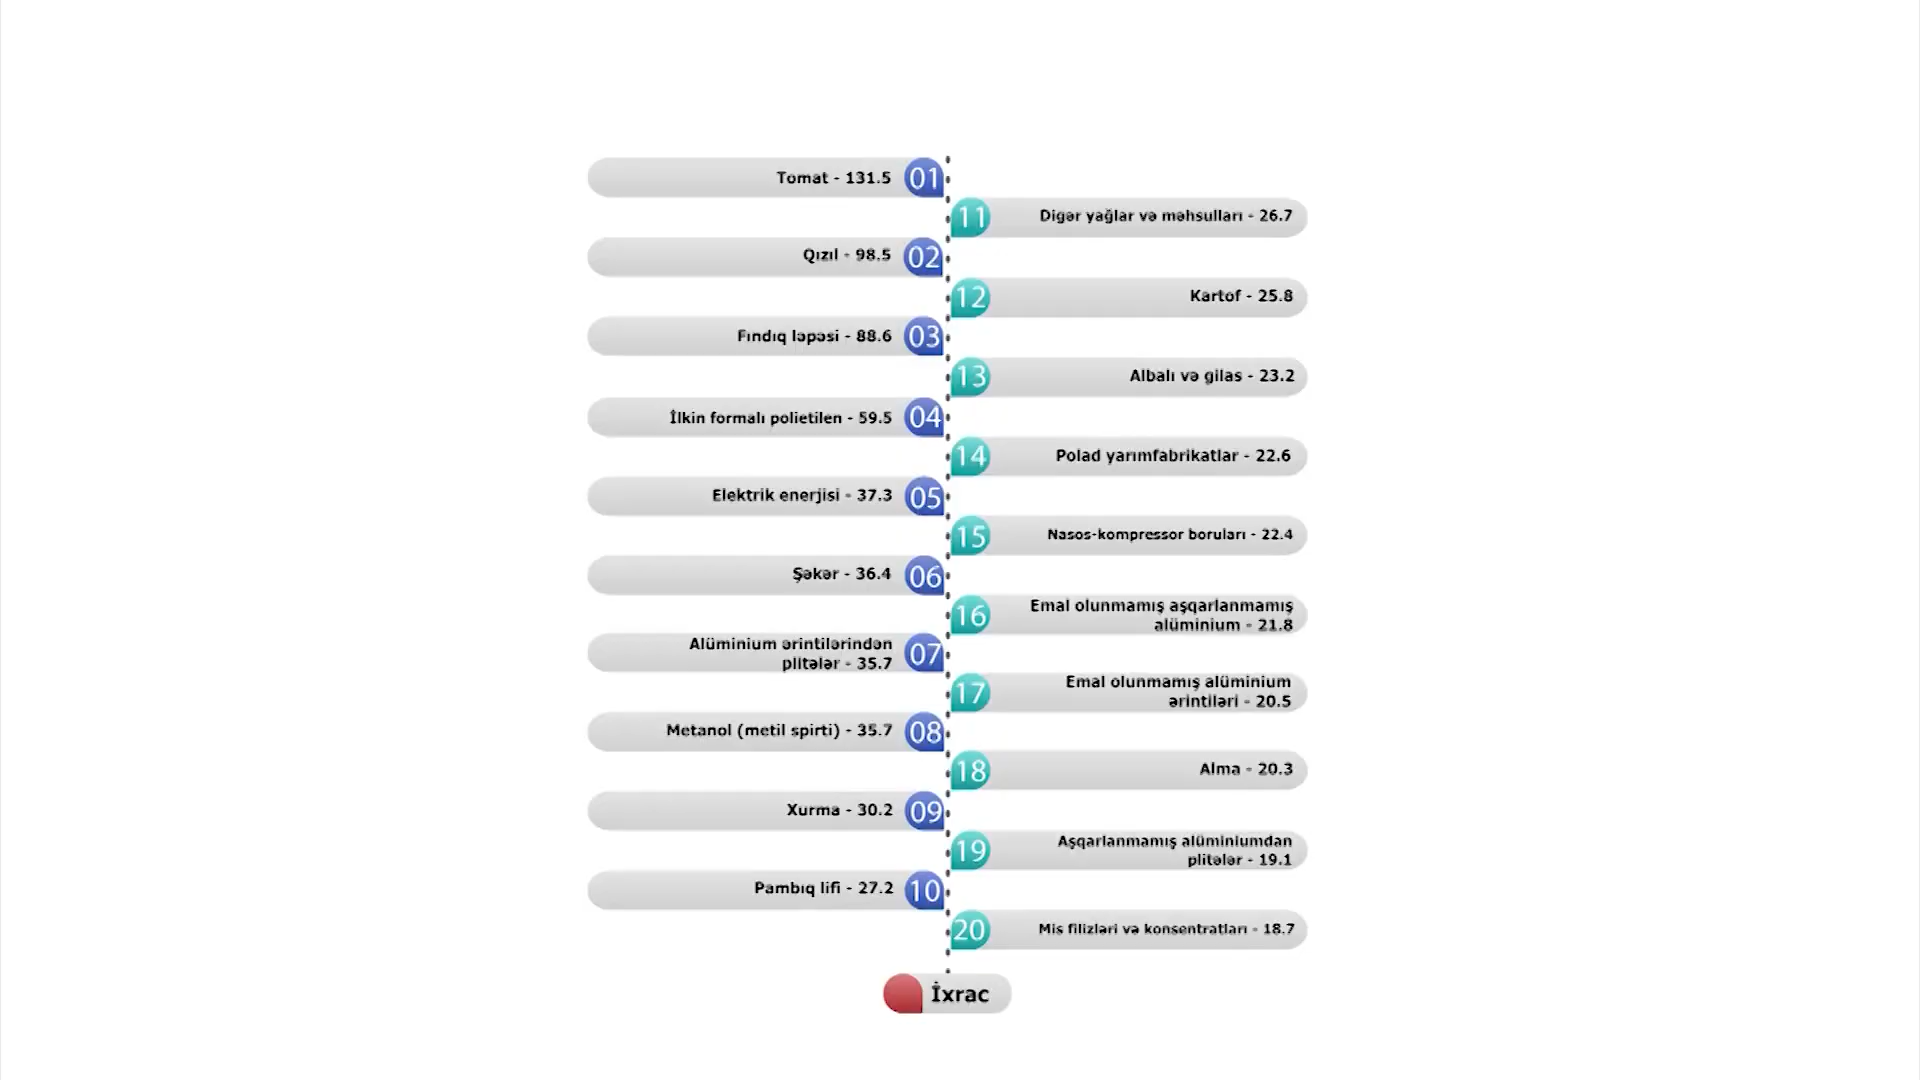 Tomat - 131.5 01
11 Digər yağlar və məhsulları - 26.7
Qızıl - 98.5 02
12 Kartof - 25.8
Fındıq ləpəsi - 88.6 03
13 Albalı və gilas - 23.2
İlkin formalı polietilen - 59.5 04
14 Polad yarımfabrikatlar - 22.6
Elektrik enerjisi - 37.3 05
15 Nasos-kompressor boruları - 22.4
Şəkər - 36.4 06
16 Emal olunmamış aşqarlanmamış
alüminium - 21.8
Alüminium ərintilərindən
plitələr - 35.7 07
17 Emal olunmamış alüminium
ərintiləri - 20.5
Metanol (metil spirti) - 35.7 08
18 Alma - 20.3
Xurma - 30.2 09
19 Aşqarlanmamış alüminiumdan
plitələr - 19.1
Pambıq lifi - 27.2 10
20 Mis filizləri və konsentratları - 18.7
İxrac